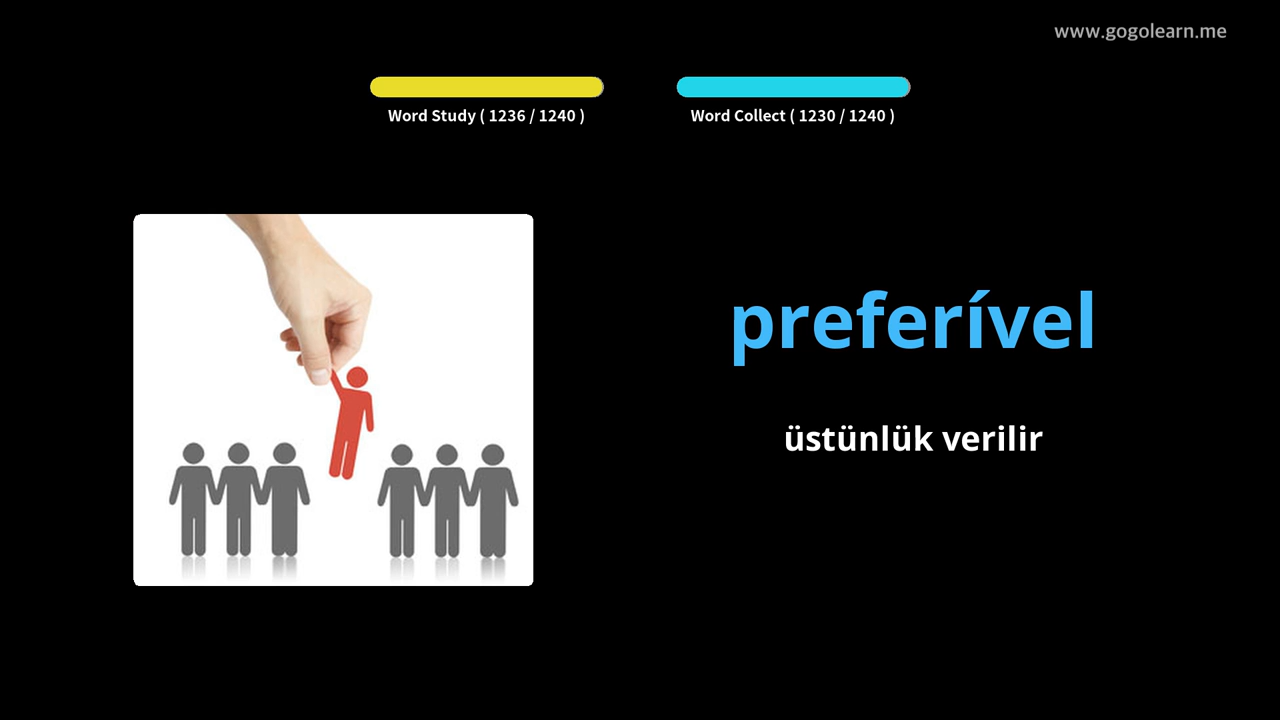 www.gogolearn.me
Word Study ( 1236 / 1240 )
Word Collect ( 1230 / 1240 )
preferível
üstünlük verilir